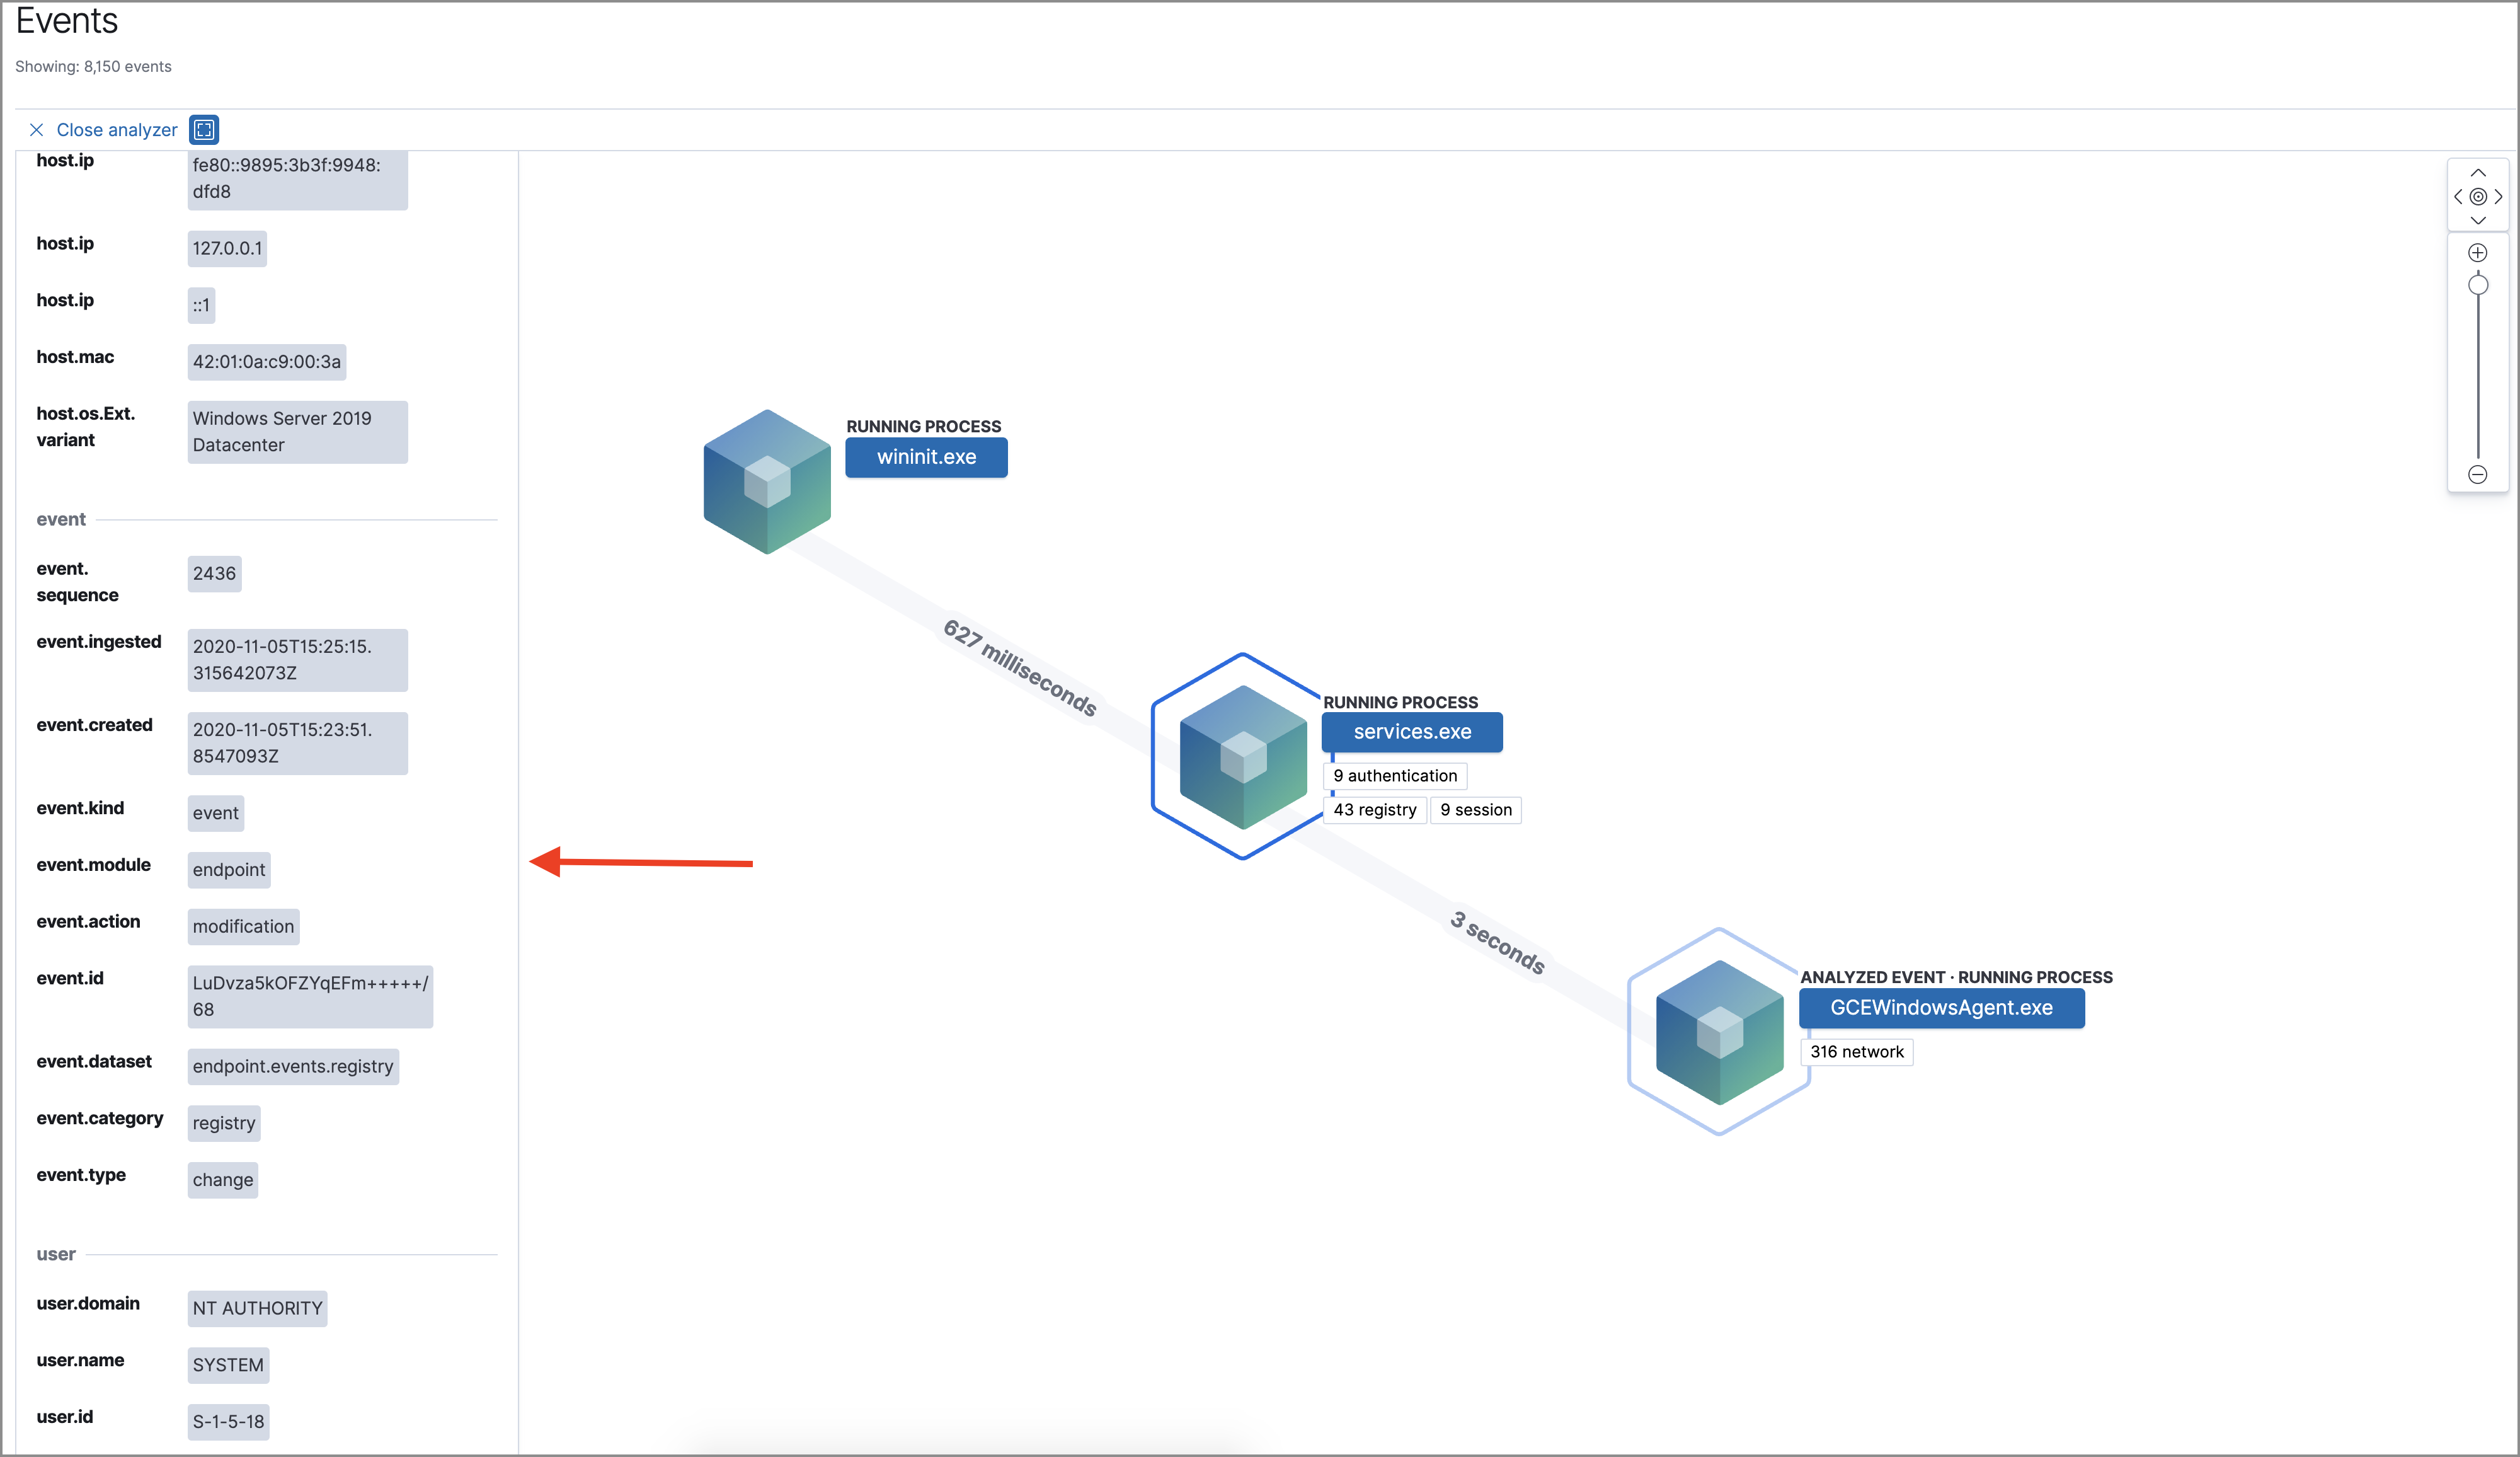 Events
Showing: 8,150 events
Close analyzer
host.ip
fe80::9895:3b3f:9948:
dfd8
host.ip
127.0.0.1
host.ip
::1
host.mac
42:01:0a:c9:00:3a
host.os.Ext.
variant
Windows Server 2019
Datacenter
event
event.
sequence
2436
event.ingested
2020-11-05T15:25:15.
315642073Z
event.created
2020-11-05T15:23:51.
8547093Z
event.kind
event
event.module
endpoint
event.action
modification
event.id
LuDvza5kOFZYqEFm+++++/
68
event.dataset
endpoint.events.registry
event.category
registry
event.type
change
user
user.domain
NT AUTHORITY
user.name
SYSTEM
user.id
S-1-5-18
RUNNING PROCESS
wininit.exe
627 milliseconds
RUNNING PROCESS
services.exe
9 authentication
43 registry
9 session
3 seconds
ANALYZED EVENT · RUNNING PROCESS
GCEWindowsAgent.exe
316 network